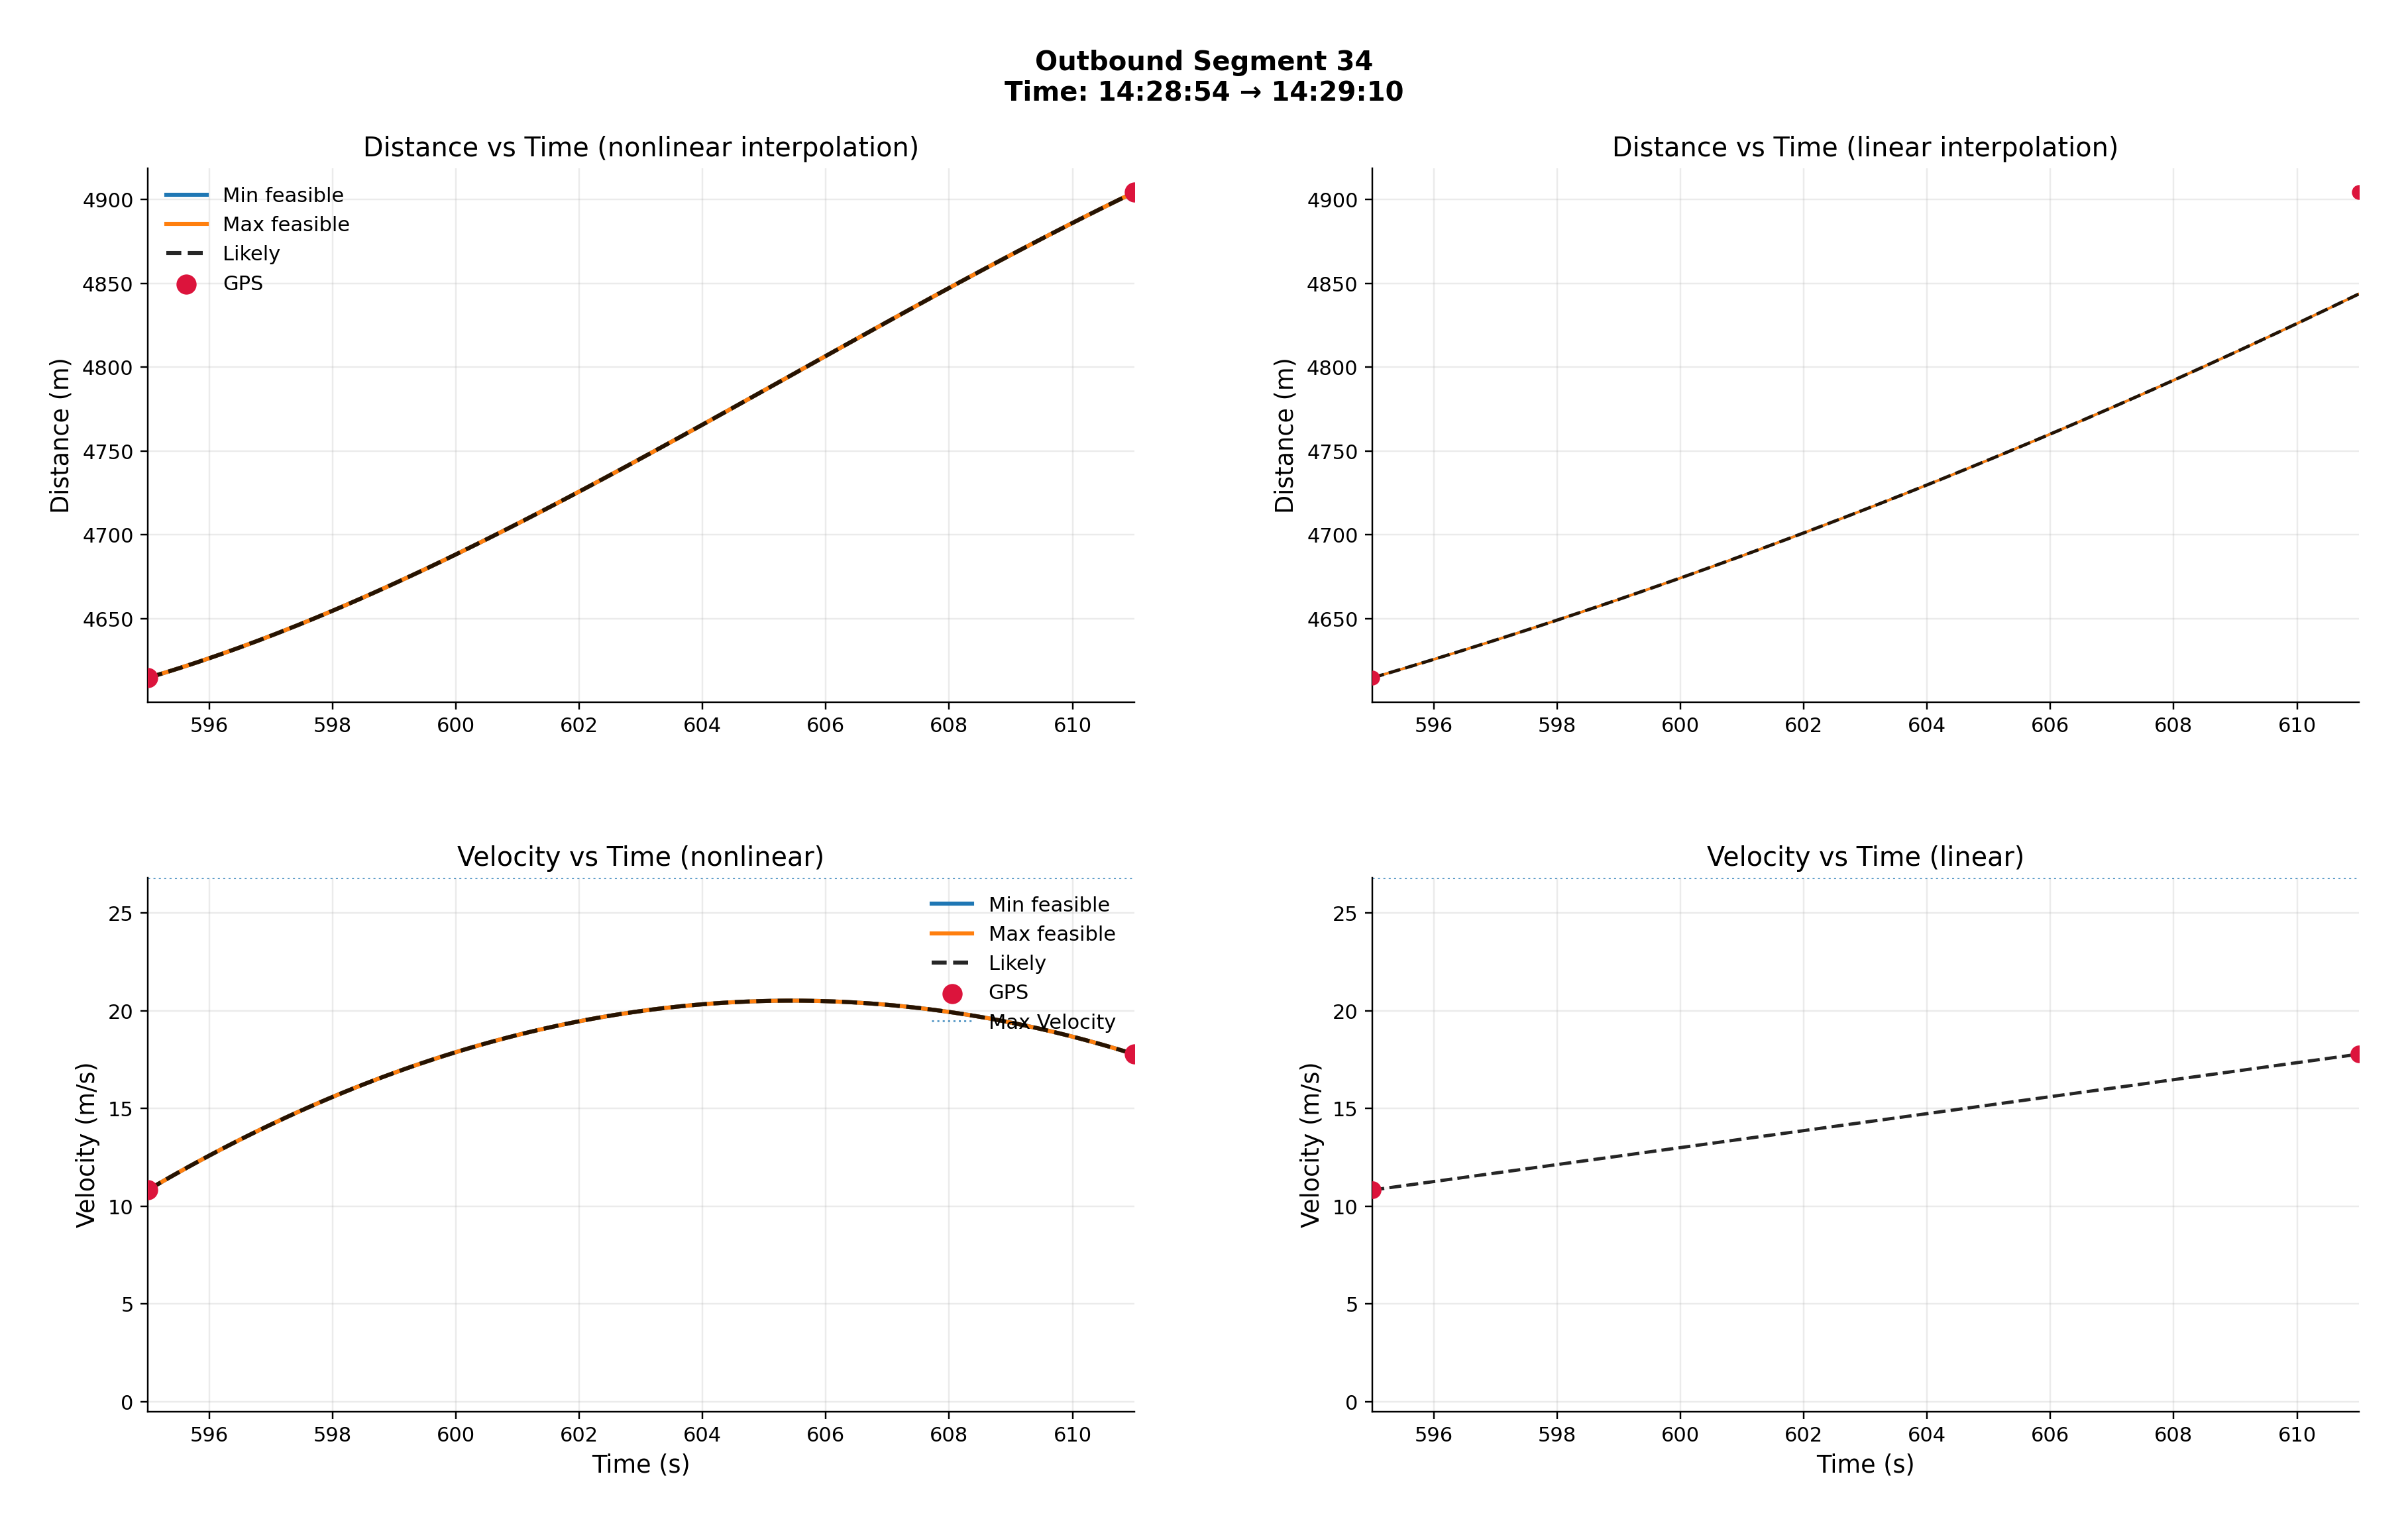 Outbound Segment 34
Time: 14:28:54 → 14:29:10
Distance vs Time (nonlinear interpolation)
4900
4850
4800
4750
4700
4650
Distance (m)
Min feasible
Max feasible
Likely
GPS
596 598 600 602 604 606 608 610
Distance vs Time (linear interpolation)
4900
4850
4800
4750
4700
4650
Distance (m)
596 598 600 602 604 606 608 610
Velocity vs Time (nonlinear)
25
20
15
10
5
0
Velocity (m/s)
Min feasible
Max feasible
Likely
GPS
Max Velocity
596 598 600 602 604 606 608 610
Time (s)
Velocity vs Time (linear)
25
20
15
10
5
0
Velocity (m/s)
596 598 600 602 604 606 608 610
Time (s)